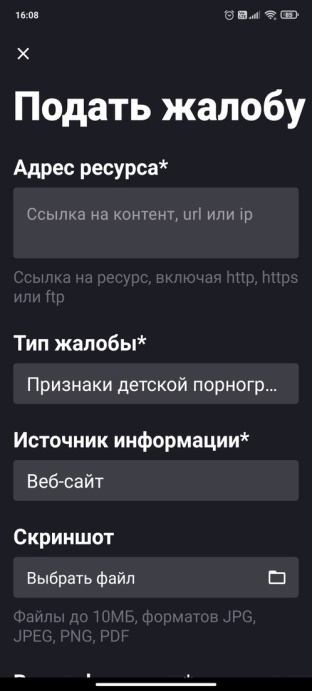 16:08
Подать жалобу
Адрес ресурса*
Ссылка на контент, url или ip
Ссылка на ресурс, включая http, https
или ftp
Тип жалобы*
Признаки детской порногр...
Источник информации*
Веб-сайт
Скриншот
Выбрать файл
Файлы до 10МБ, форматов JPG,
JPEG, PNG, PDF